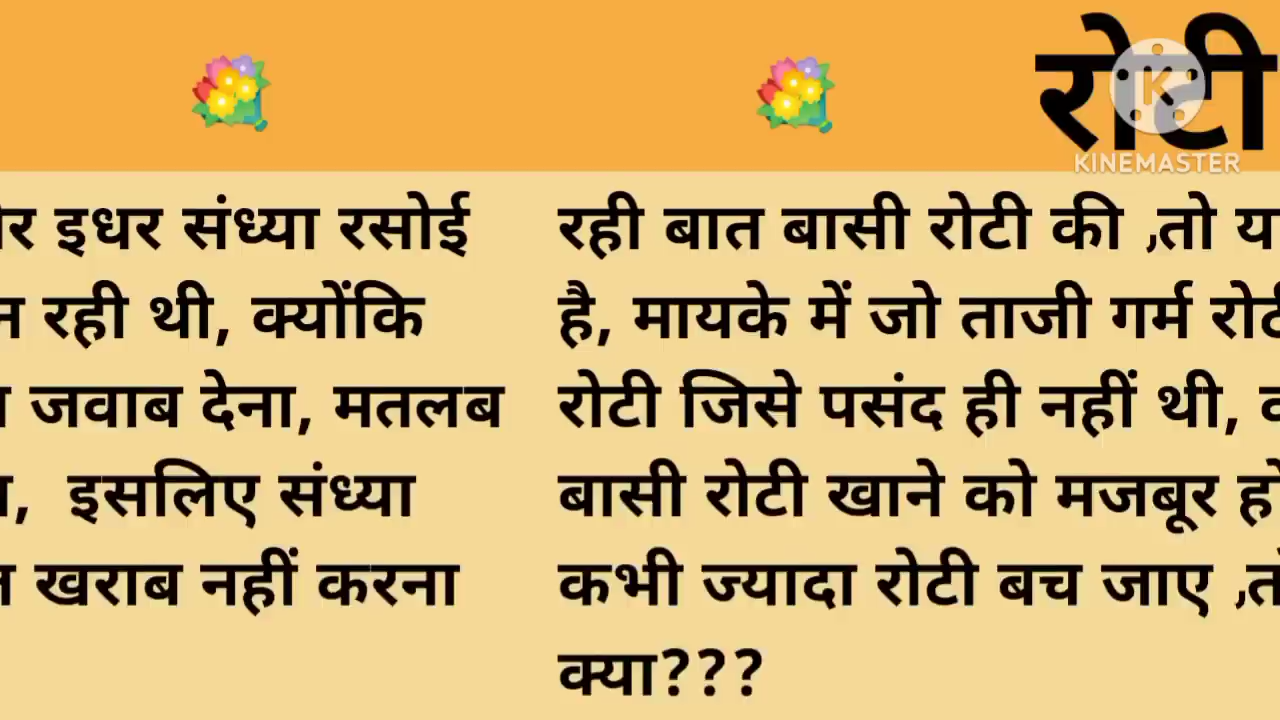 रोटी
KINEMASTER
इधर संध्या रसोई
रही थी, क्योंकि
जवाब देना, मतलब
इसलिए संध्या
खराब नहीं करना
रही बात बासी रोटी की ,तो
है, मायके में जो ताजी गर्म
रोटी जिसे पसंद ही नहीं थी,
बासी रोटी खाने को मजबूर
कभी ज्यादा रोटी बच जाए ,
क्या???